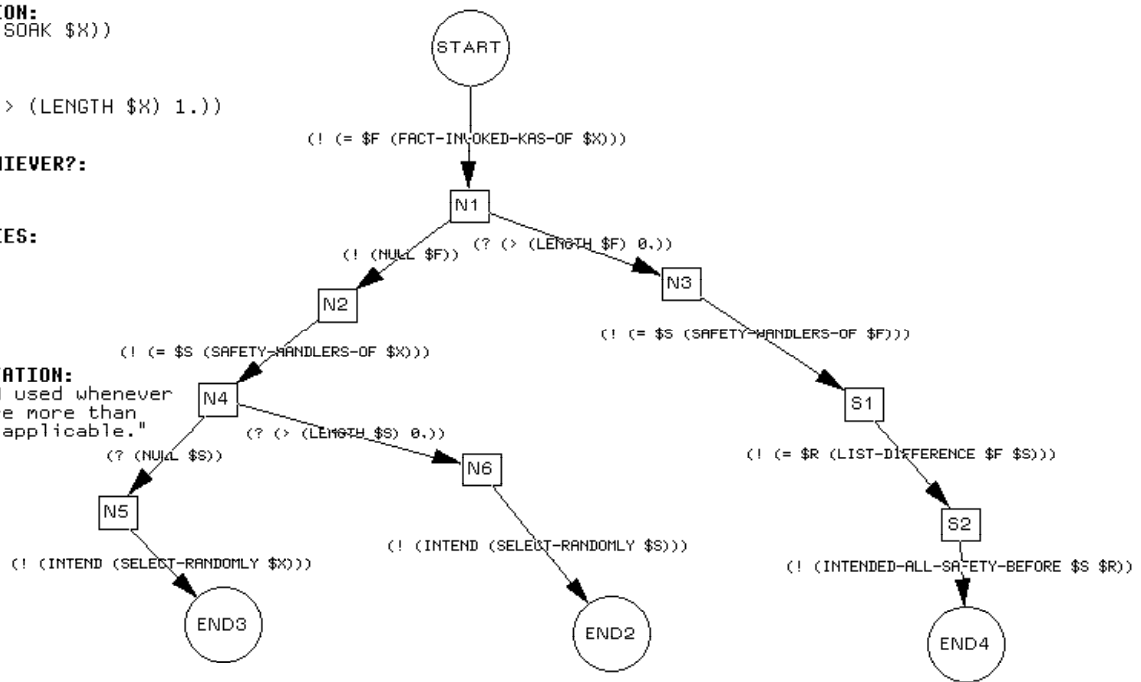 ION:
SOAK $X))
START
> (LENGTH $X) 1.))
(! (= $F (FACT-INVOKED-KAS-OF $X)))
HIEVER?:
N1
IES:
(! (NULL $F))
(? (> (LENGTH $F) 0.))
N3
N2
(! (= $S (SAFETY-HANDLERS-OF $F)))
(! (= $S (SAFETY-HANDLERS-OF $X)))
TATION:
used whenever
N4
S1
e more than
applicable."
(? (> (LENGTH $S) 0.))
(? (NULL $S))
(! (= $R (LIST-DIFFERENCE $F $S)))
N6
N5
S2
(! (INTEND (SELECT-RANDOMLY $S)))
(! (INTEND (SELECT-RANDOMLY $X)))
(! (INTENDED-ALL-SAFETY-BEFORE $S $R))
END3
END2
END4